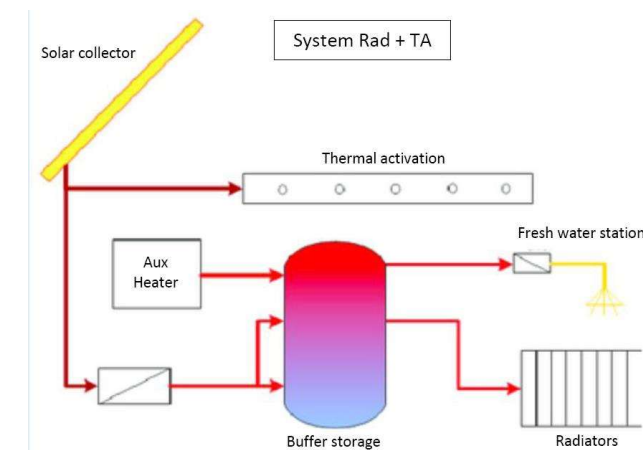 System Rad + TA
Solar collector
Thermal activation
Fresh water station
Aux
Heater
Buffer storage
Radiators